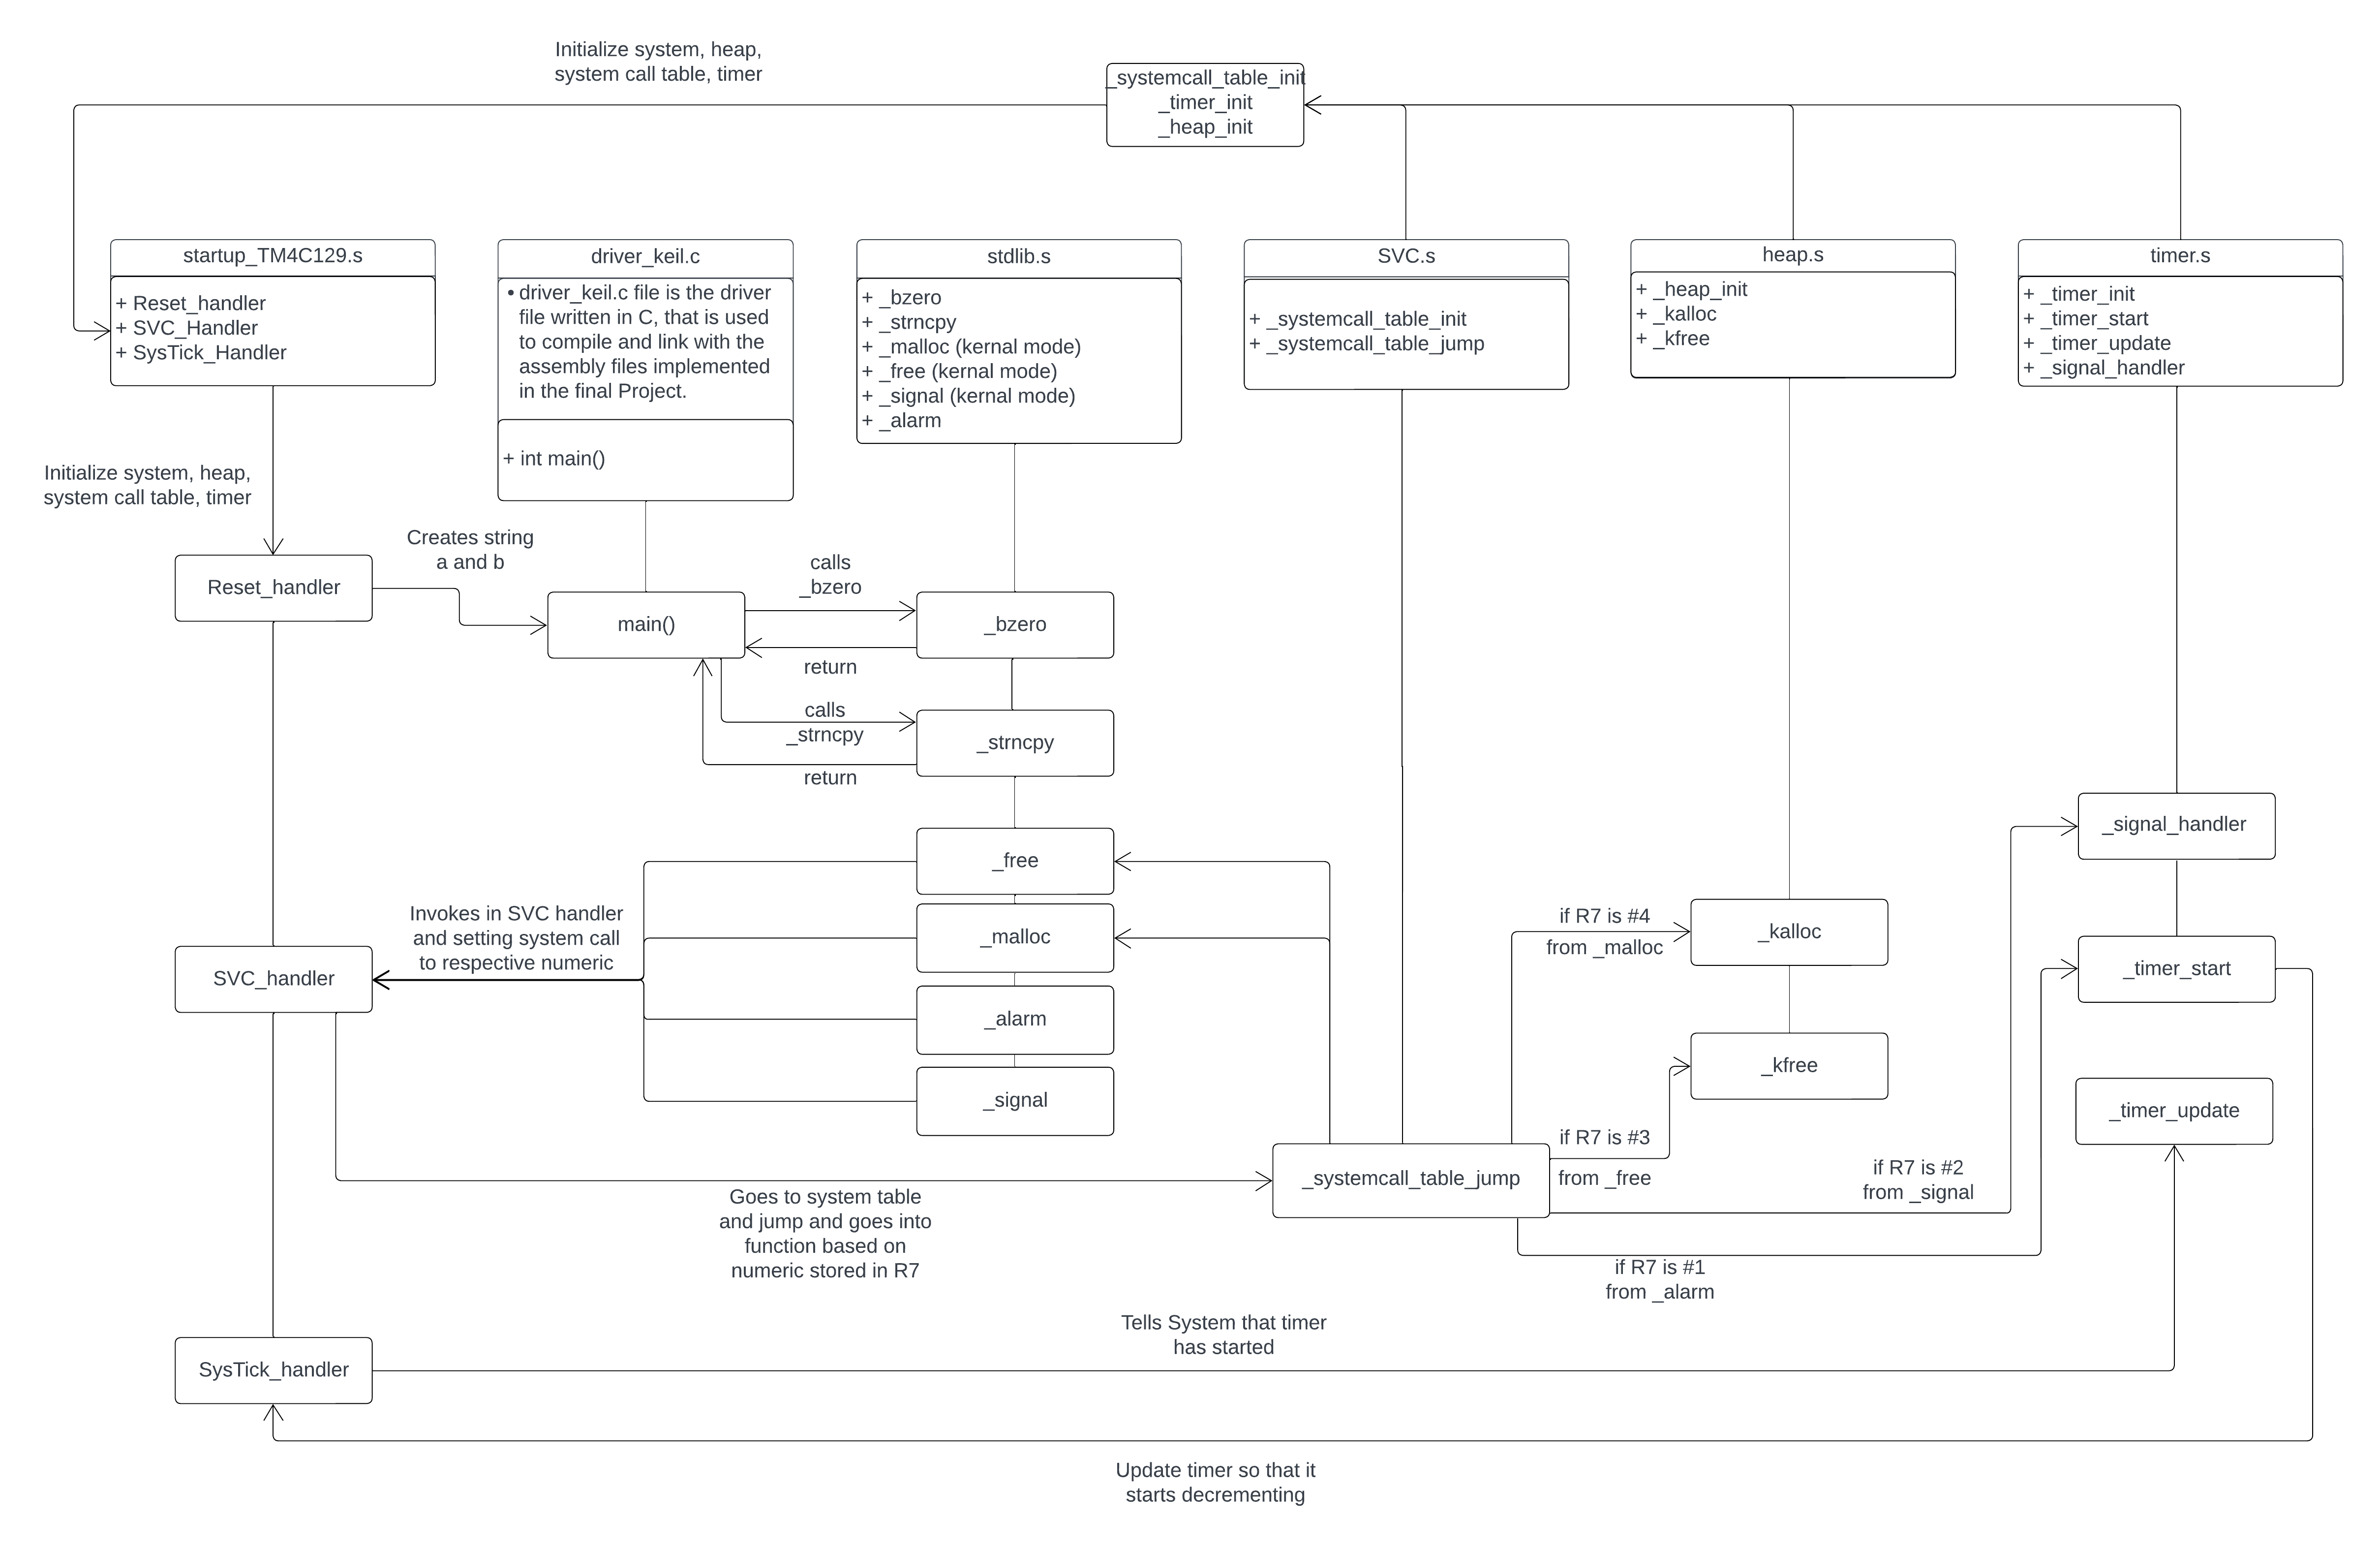 Initialize system, heap,
system call table, timer
_systemcall_table_init
_timer_init
_heap_init
startup_TM4C129.s
+ Reset_handler
+ SVC_Handler
+ SysTick_Handler
driver_keil.c
• driver_keil.c file is the driver
file written in C, that is used
to compile and link with the
assembly files implemented
in the final Project.
+ int main()
stdlib.s
+ _bzero
+ _strncpy
+ _malloc (kernal mode)
+ _free (kernal mode)
+ _signal (kernal mode)
+ _alarm
SVC.s
+ _systemcall_table_init
+ _systemcall_table_jump
heap.s
+ _heap_init
+ _kalloc
+ _kfree
timer.s
+ _timer_init
+ _timer_start
+ _timer_update
+ _signal_handler
Initialize system, heap,
system call table, timer
Creates string
a and b
calls
_bzero
Reset_handler
main()
_bzero
return
calls
_strncpy
_strncpy
return
_signal_handler
_free
Invokes in SVC handler
and setting system call
to respective numeric
_malloc
if R7 is #4
from _malloc
_kalloc
SVC_handler
_timer_start
_alarm
_kfree
_signal
_timer_update
if R7 is #3
from _free
_systemcall_table_jump
if R7 is #2
from _signal
Goes to system table
and jump and goes into
function based on
numeric stored in R7
if R7 is #1
from _alarm
Tells System that timer
has started
SysTick_handler
Update timer so that it
starts decrementing